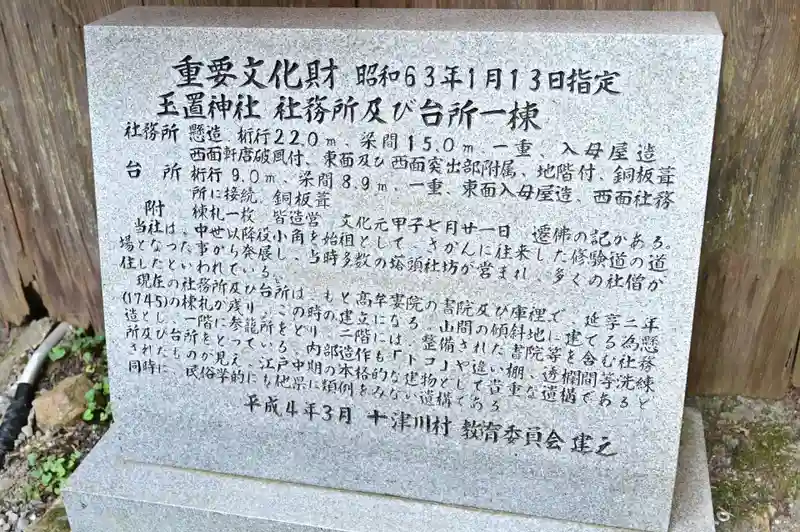 重要文化財 昭和63年1月13日指定
玉置神社 社務所及び台所一棟
社務所 懸造、桁行22.0m、梁間15.0m、一重、入母屋造
西面軒唐破風付、東面及び西面突出部附属、地階付、銅板葺
台所 桁行9.0m、梁間8.9m、一重、東面入母屋造、西面社務
所に接続、銅板葺
附 棟札一枚 皆造営 文化元甲子七月廿一日 遷佛の記がある。
当社は、中世以降役小角を始祖として、さかんに往来した修験道の道
場となった事から発展し、当時多数の塔頭社坊が営まれ、多くの社僧が
住したといわれている。
現在の社務所及び台所は、もと高牟婁院の書院及び庫裡で、延享二年
(1745)の棟札が残り、この時の建立になる。山間の傾斜地に建てる為懸
造とし、一階に参籠所をとり、二階には、整備された書院等を含む社務
所及び台所をとっている。内部造作も「トコ」や違い棚、透欄間等洗練
されたものが見え、江戸中期の本格的な建物として貴重な遺構であると
同時に、民俗学的にも他県に類例をみない遺構である
平成4年3月 十津川村 教育委員会 建之